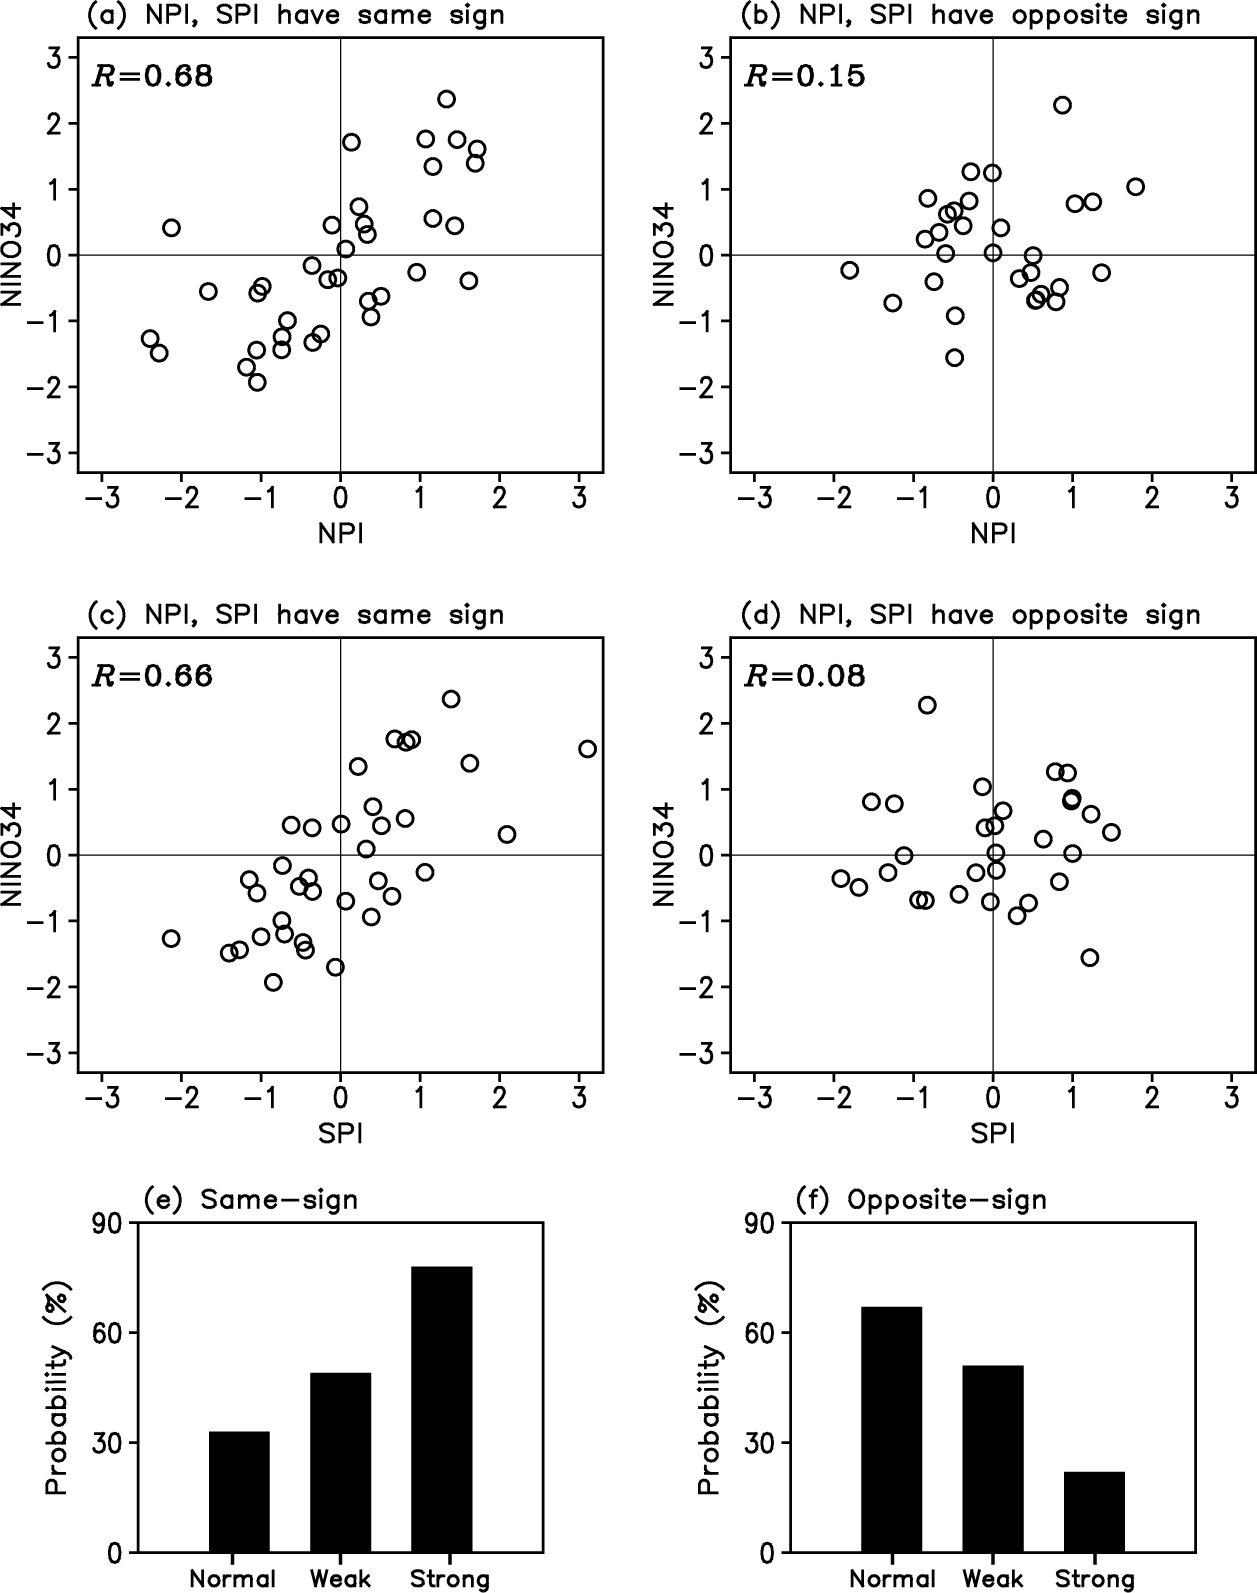 (a) NPI, SPI have same sign
R=0.68
3
2
1
0
−1
−2
−3
NINO34
−3 −2 −1 0 1 2 3
NPI
(b) NPI, SPI have opposite sign
R=0.15
3
2
1
0
−1
−2
−3
NINO34
−3 −2 −1 0 1 2 3
NPI
(c) NPI, SPI have same sign
R=0.66
3
2
1
0
−1
−2
−3
NINO34
−3 −2 −1 0 1 2 3
SPI
(d) NPI, SPI have opposite sign
R=0.08
3
2
1
0
−1
−2
−3
NINO34
−3 −2 −1 0 1 2 3
SPI
(e) Same−sign
90
60
30
0
Probability (%)
Normal Weak Strong
(f) Opposite−sign
90
60
30
0
Probability (%)
Normal Weak Strong